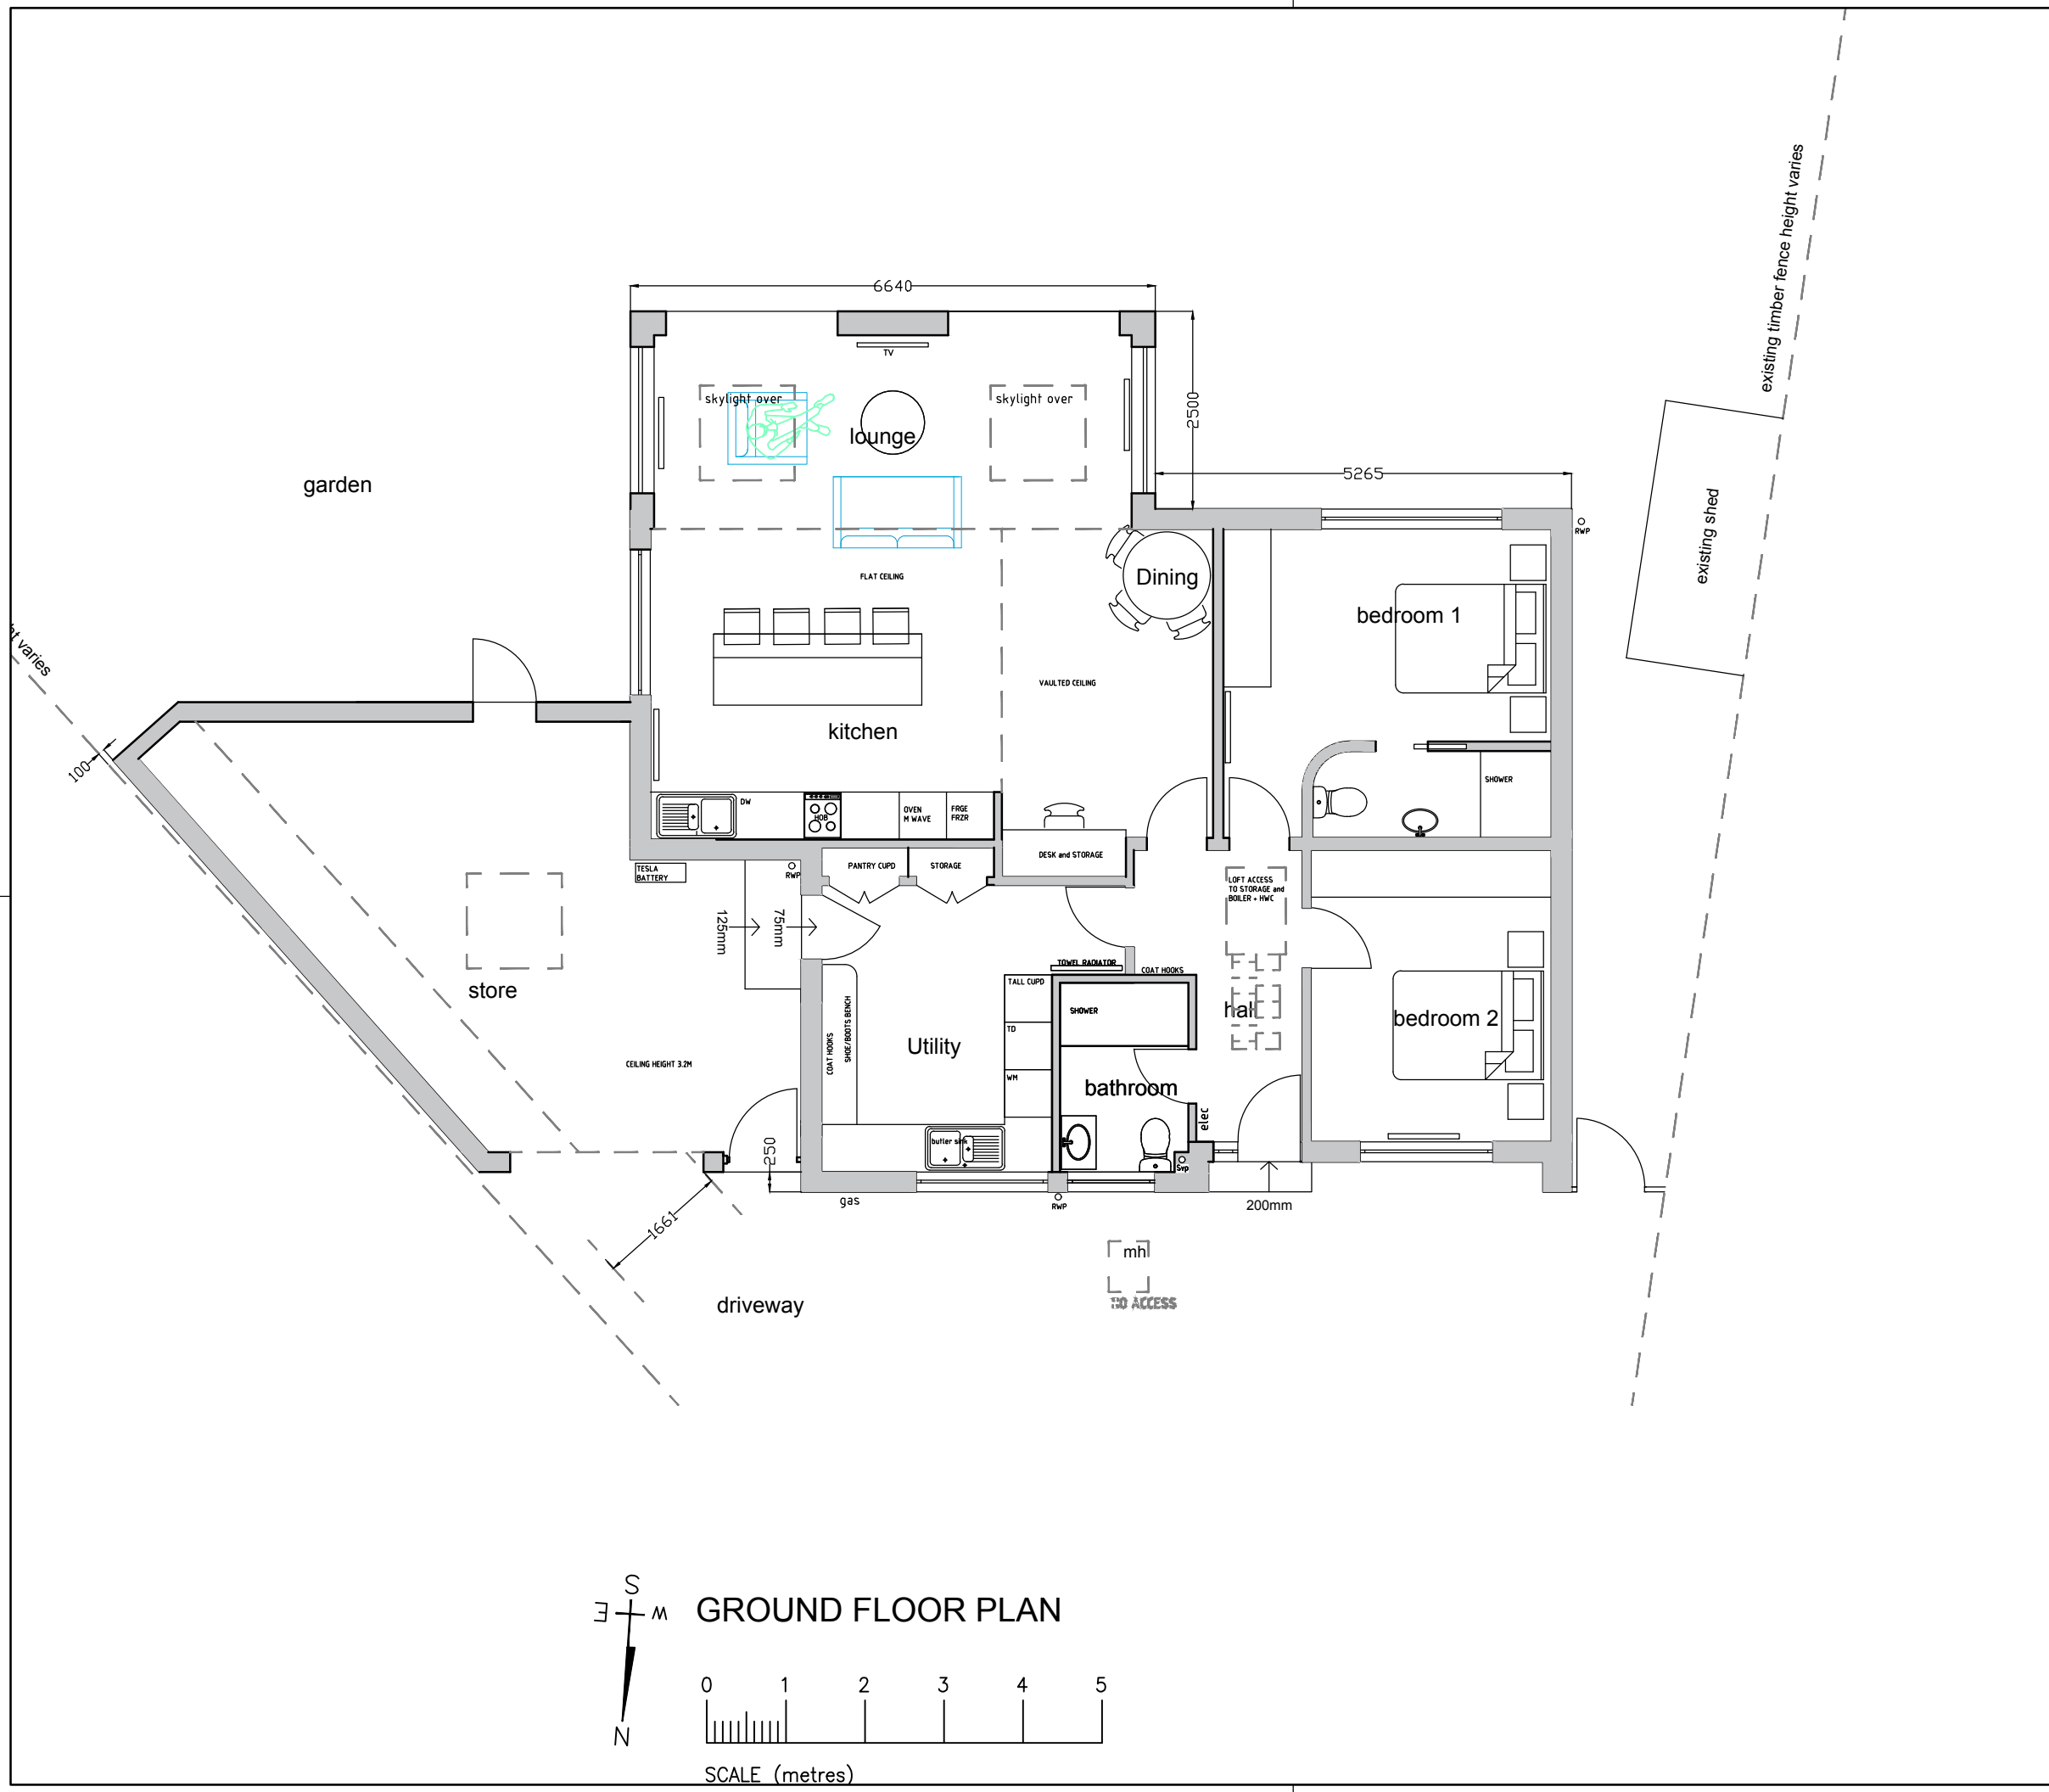 existing timber fence height varies
6640
TV
skylight over
skylight over
2500
lounge
5265
garden
existing shed
RWP
FLAT CEILING
Dining
bedroom 1
varies
VAULTED CEILING
kitchen
100
SHOWER
DW
HOB
OVEN
M WAVE
FRGE
FRZR
DESK and STORAGE
PANTRY CUPD
STORAGE
TESLA
BATTERY
RWP
LOFT ACCESS
TO STORAGE and
BOILER + HWC
125mm
75mm
TOWEL RADIATOR
COAT HOOKS
TALL CUPD
store
SHOWER
hall
bedroom 2
TD
COAT HOOKS
SHOE/BOOTS BENCH
Utility
CEILING HEIGHT 3.2M
WM
bathroom
elec
250
butler sink
Svp
gas
RWP
200mm
1661
mh
NO ACCESS
driveway
S
E
W
N
GROUND FLOOR PLAN
0 1 2 3 4 5
SCALE (metres)